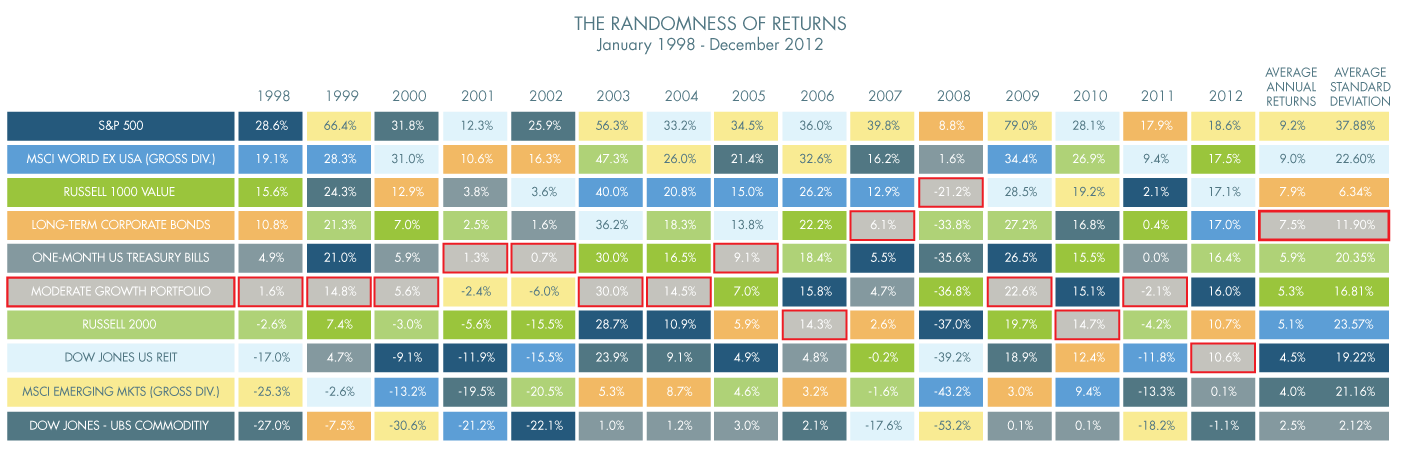 THE RANDOMNESS OF RETURNS
January 1998 - December 2012
1998 1999 2000 2001 2002 2003 2004 2005 2006 2007 2008 2009 2010 2011 2012 AVERAGE ANNUAL RETURNS AVERAGE STANDARD DEVIATION
S&P 500 28.6% 66.4% 31.8% 12.3% 25.9% 56.3% 33.2% 34.5% 36.0% 39.8% 8.8% 79.0% 28.1% 17.9% 18.6% 9.2% 37.88%
MSCI WORLD EX USA (GROSS DIV.) 19.1% 28.3% 31.0% 10.6% 16.3% 47.3% 26.0% 21.4% 32.6% 16.2% 1.6% 34.4% 26.9% 9.4% 17.5% 9.0% 22.60%
RUSSELL 1000 VALUE 15.6% 24.3% 12.9% 3.8% 3.6% 40.0% 20.8% 15.0% 26.2% 12.9% -21.2% 28.5% 19.2% 2.1% 17.1% 7.9% 6.34%
LONG-TERM CORPORATE BONDS 10.8% 21.3% 7.0% 2.5% 1.6% 36.2% 18.3% 13.8% 22.2% 6.1% -33.8% 27.2% 16.8% 0.4% 17.0% 7.5% 11.90%
ONE-MONTH US TREASURY BILLS 4.9% 21.0% 5.9% 1.3% 0.7% 30.0% 16.5% 9.1% 18.4% 5.5% -35.6% 26.5% 15.5% 0.0% 16.4% 5.9% 20.35%
MODERATE GROWTH PORTFOLIO 1.6% 14.8% 5.6% -2.4% -6.0% 30.0% 14.5% 7.0% 15.8% 4.7% -36.8% 22.6% 15.1% -2.1% 16.0% 5.3% 16.81%
RUSSELL 2000 -2.6% 7.4% -3.0% -5.6% -15.5% 28.7% 10.9% 5.9% 14.3% 2.6% -37.0% 19.7% 14.7% -4.2% 10.7% 5.1% 23.57%
DOW JONES US REIT -17.0% 4.7% -9.1% -11.9% -15.5% 23.9% 9.1% 4.9% 4.8% -0.2% -39.2% 18.9% 12.4% -11.8% 10.6% 4.5% 19.22%
MSCI EMERGING MKTS (GROSS DIV.) -25.3% -2.6% -13.2% -19.5% -20.5% 5.3% 8.7% 4.6% 3.2% -1.6% -43.2% 3.0% 9.4% -13.3% 0.1% 4.0% 21.16%
DOW JONES - UBS COMMODITIY -27.0% -7.5% -30.6% -21.2% -22.1% 1.0% 1.2% 3.0% 2.1% -17.6% -53.2% 0.1% 0.1% -18.2% -1.1% 2.5% 2.12%